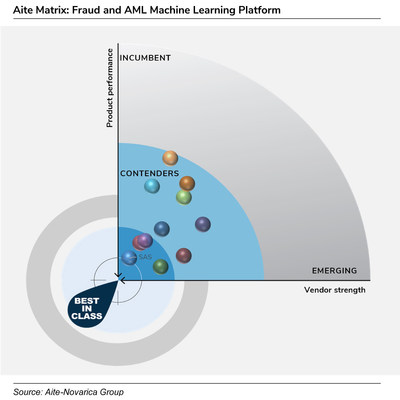 Aite Matrix: Fraud and AML Machine Learning Platform
Product performance
INCUMBENT
CONTENDERS
SAS
EMERGING
Vendor strength
BEST
IN
CLASS
Source: Aite-Novarica Group